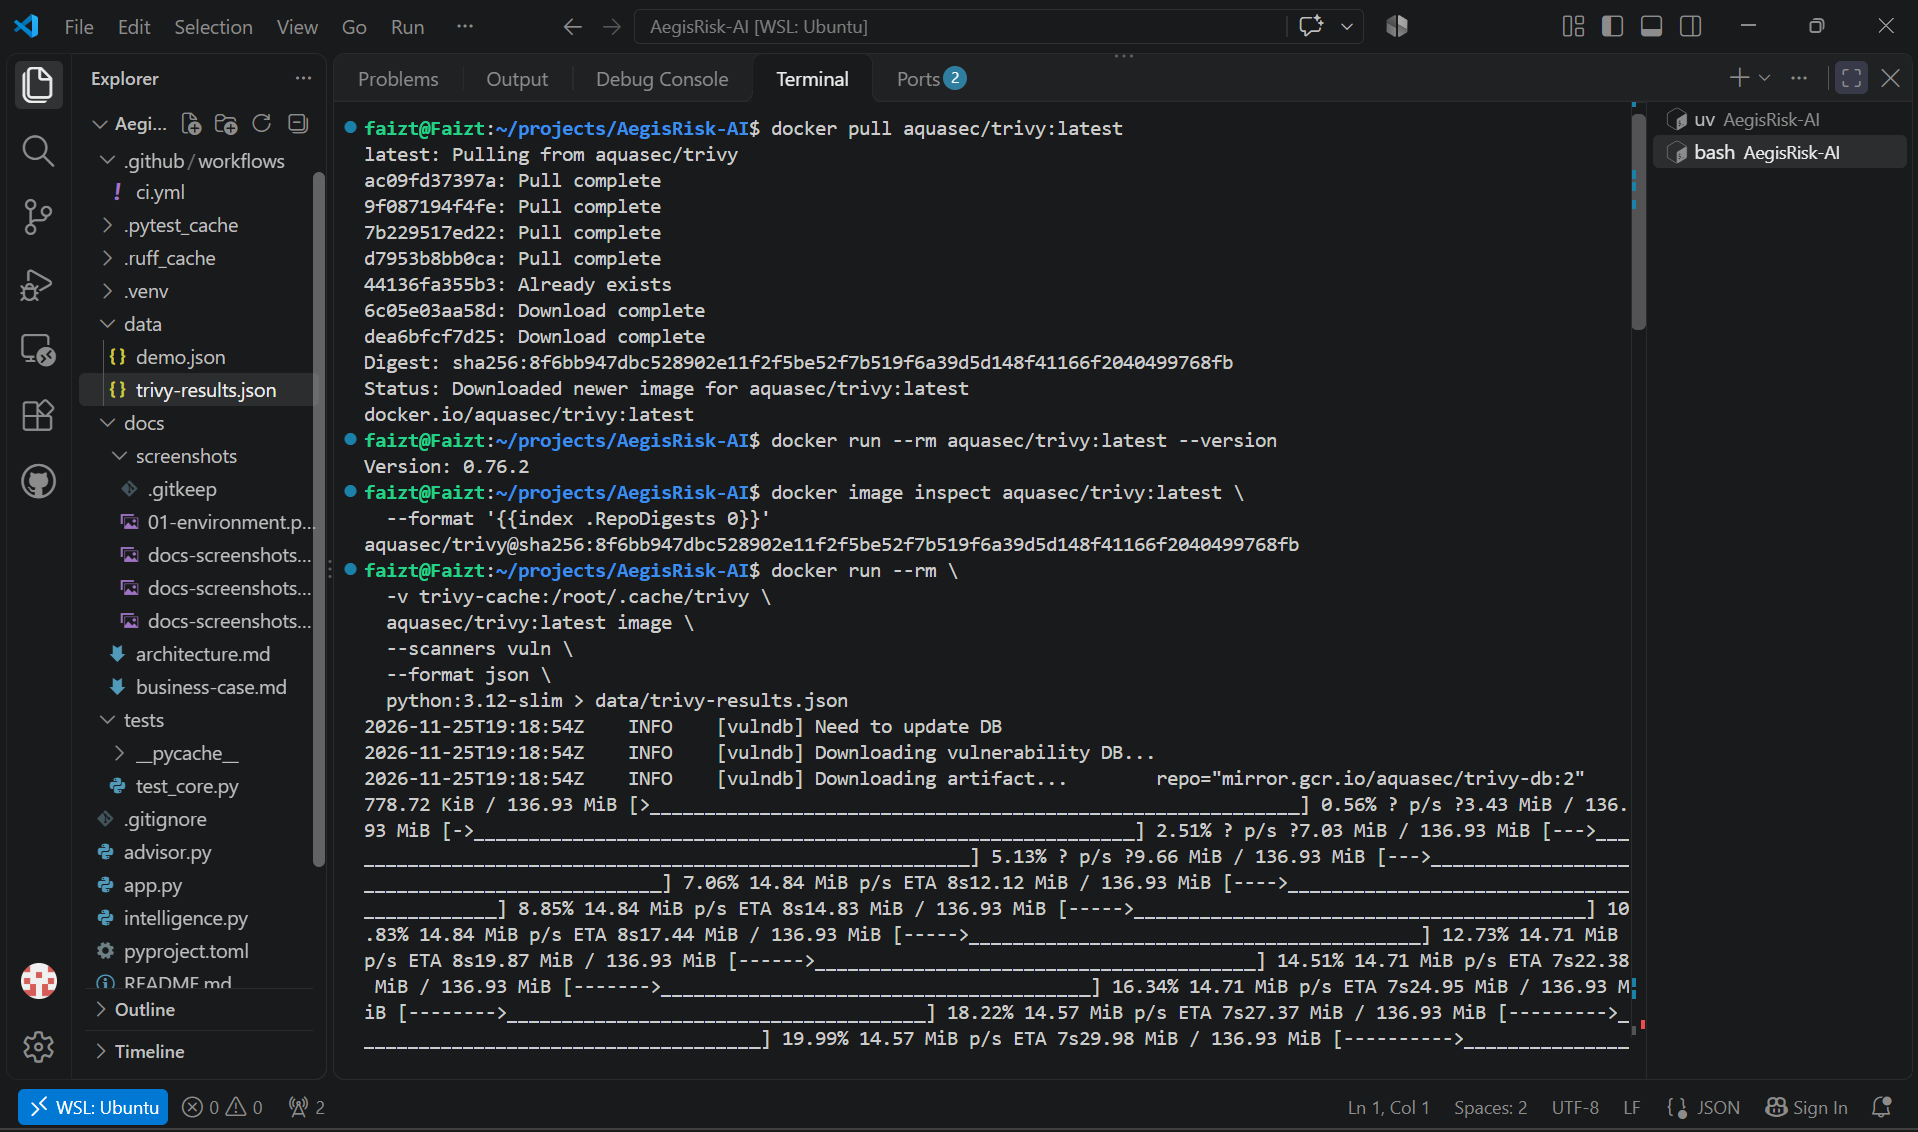 File Edit Selection View Go Run ···
AegisRisk-AI [WSL: Ubuntu]
Explorer ···
Aegi...
.github/workflows
! ci.yml
.pytest_cache
.ruff_cache
.venv
data
{} demo.json
{} trivy-results.json
docs
screenshots
.gitkeep
01-environment.p...
docs-screenshots...
docs-screenshots...
docs-screenshots...
architecture.md
business-case.md
tests
__pycache__
test_core.py
.gitignore
advisor.py
app.py
intelligence.py
pyproject.toml
README.md
Outline
Timeline
Problems Output Debug Console Terminal Ports 2
faizt@Faizt:~/projects/AegisRisk-AI$ docker pull aquasec/trivy:latest
latest: Pulling from aquasec/trivy
ac09fd37397a: Pull complete
9f087194f4fe: Pull complete
7b229517ed22: Pull complete
d7953b8bb0ca: Pull complete
44136fa355b3: Already exists
6c05e03aa58d: Download complete
dea6bfcf7d25: Download complete
Digest: sha256:8f6bb947dbc528902e11f2f5be52f7b519f6a39d5d148f41166f2040499768fb
Status: Downloaded newer image for aquasec/trivy:latest
docker.io/aquasec/trivy:latest
faizt@Faizt:~/projects/AegisRisk-AI$ docker run --rm aquasec/trivy:latest --version
Version: 0.76.2
faizt@Faizt:~/projects/AegisRisk-AI$ docker image inspect aquasec/trivy:latest \
--format '{{index .RepoDigests 0}}'
aquasec/trivy@sha256:8f6bb947dbc528902e11f2f5be52f7b519f6a39d5d148f41166f2040499768fb
faizt@Faizt:~/projects/AegisRisk-AI$ docker run --rm \
-v trivy-cache:/root/.cache/trivy \
aquasec/trivy:latest image \
--scanners vuln \
--format json \
python:3.12-slim > data/trivy-results.json
2026-11-25T19:18:54Z INFO [vulndb] Need to update DB
2026-11-25T19:18:54Z INFO [vulndb] Downloading vulnerability DB...
2026-11-25T19:18:54Z INFO [vulndb] Downloading artifact... repo="mirror.gcr.io/aquasec/trivy-db:2"
778.72 KiB / 136.93 MiB [>___________________________________________________________] 0.56% ? p/s ?3.43 MiB / 136.
93 MiB [->____________________________________________________________] 2.51% ? p/s ?7.03 MiB / 136.93 MiB [--->___
_______________________________________________________] 5.13% ? p/s ?9.66 MiB / 136.93 MiB [--->__________________
___________________________] 7.06% 14.84 MiB p/s ETA 8s12.12 MiB / 136.93 MiB [---->_______________________________
____________] 8.85% 14.84 MiB p/s ETA 8s14.83 MiB / 136.93 MiB [----->_________________________________________] 10
.83% 14.84 MiB p/s ETA 8s17.44 MiB / 136.93 MiB [----->_________________________________________] 12.73% 14.71 MiB
p/s ETA 8s19.87 MiB / 136.93 MiB [------>________________________________________] 14.51% 14.71 MiB p/s ETA 7s22.38
MiB / 136.93 MiB [------->_______________________________________] 16.34% 14.71 MiB p/s ETA 7s24.95 MiB / 136.93 M
iB [-------->______________________________________] 18.22% 14.57 MiB p/s ETA 7s27.37 MiB / 136.93 MiB [--------->_
____________________________________] 19.99% 14.57 MiB p/s ETA 7s29.98 MiB / 136.93 MiB [---------->_______________
uv AegisRisk-AI
bash AegisRisk-AI
WSL: Ubuntu 0 0 2
Ln 1, Col 1 Spaces: 2 UTF-8 LF {} JSON Sign In